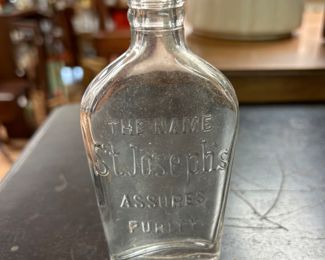 THE NAME
St. Joseph's
ASSURES
PURITY